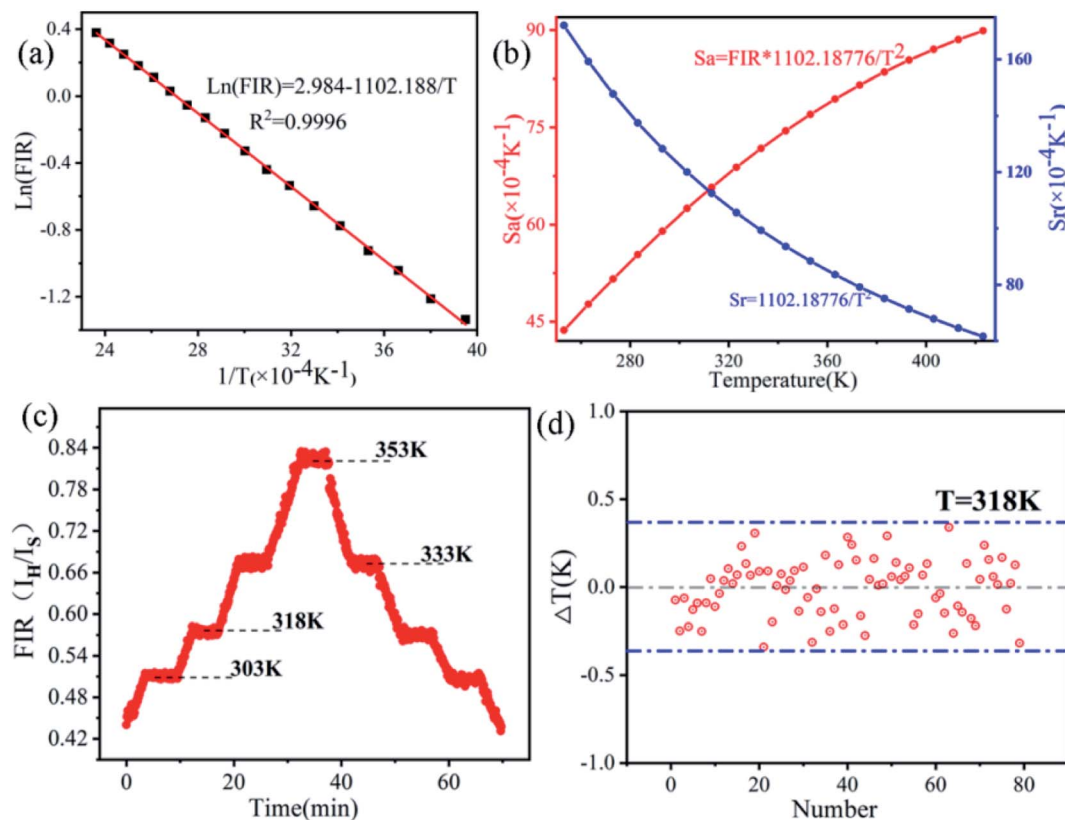 (a)
0.4
0.0
-0.4
-0.8
-1.2
Ln(FIR)
Ln(FIR)=2.984-1102.188/T
R²=0.9996
24 28 32 36 40
1/T(×10⁻⁴K⁻¹)
(b)
90
75
60
45
Sa(×10⁻⁴K⁻¹)
Sa=FIR*1102.18776/T²
Sr=1102.18776/T²
160
120
80
Sr(×10⁻⁴K⁻¹)
280 320 360 400
Temperature(K)
(c)
0.84
0.78
0.72
0.66
0.60
0.54
0.48
0.42
FIR（I_H/I_S）
353K
333K
318K
303K
0 20 40 60
Time(min)
(d)
1.0
0.5
0.0
-0.5
-1.0
ΔT(K)
T=318K
0 20 40 60 80
Number